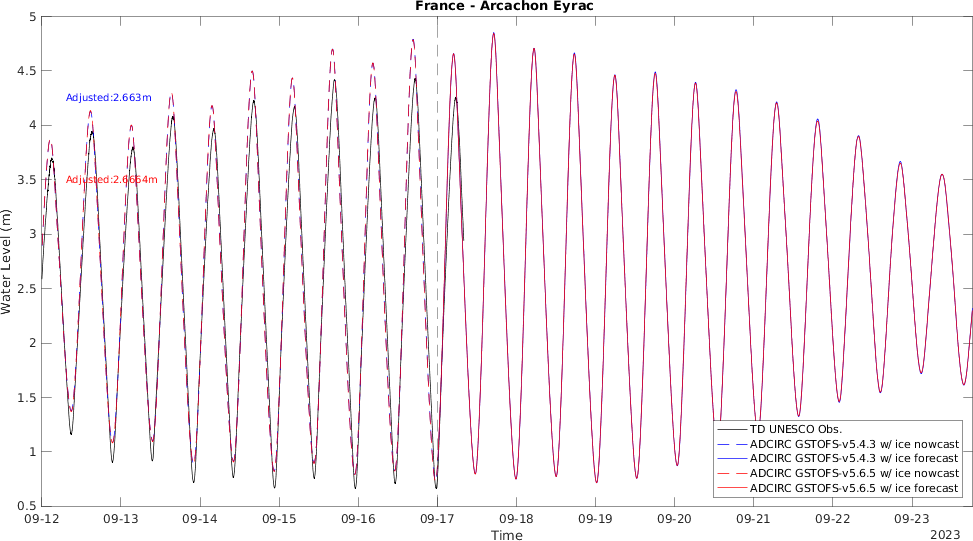 France - Arcachon Eyrac
5
4.5
4
3.5
3
2.5
2
1.5
1
0.5
Water Level (m)
Adjusted:2.663m
Adjusted:2.6664m
TD UNESCO Obs.
ADCIRC GSTOFS-v5.4.3 w/ ice nowcast
ADCIRC GSTOFS-v5.4.3 w/ ice forecast
ADCIRC GSTOFS-v5.6.5 w/ ice nowcast
ADCIRC GSTOFS-v5.6.5 w/ ice forecast
09-12 09-13 09-14 09-15 09-16 09-17 09-18 09-19 09-20 09-21 09-22 09-23
Time
2023